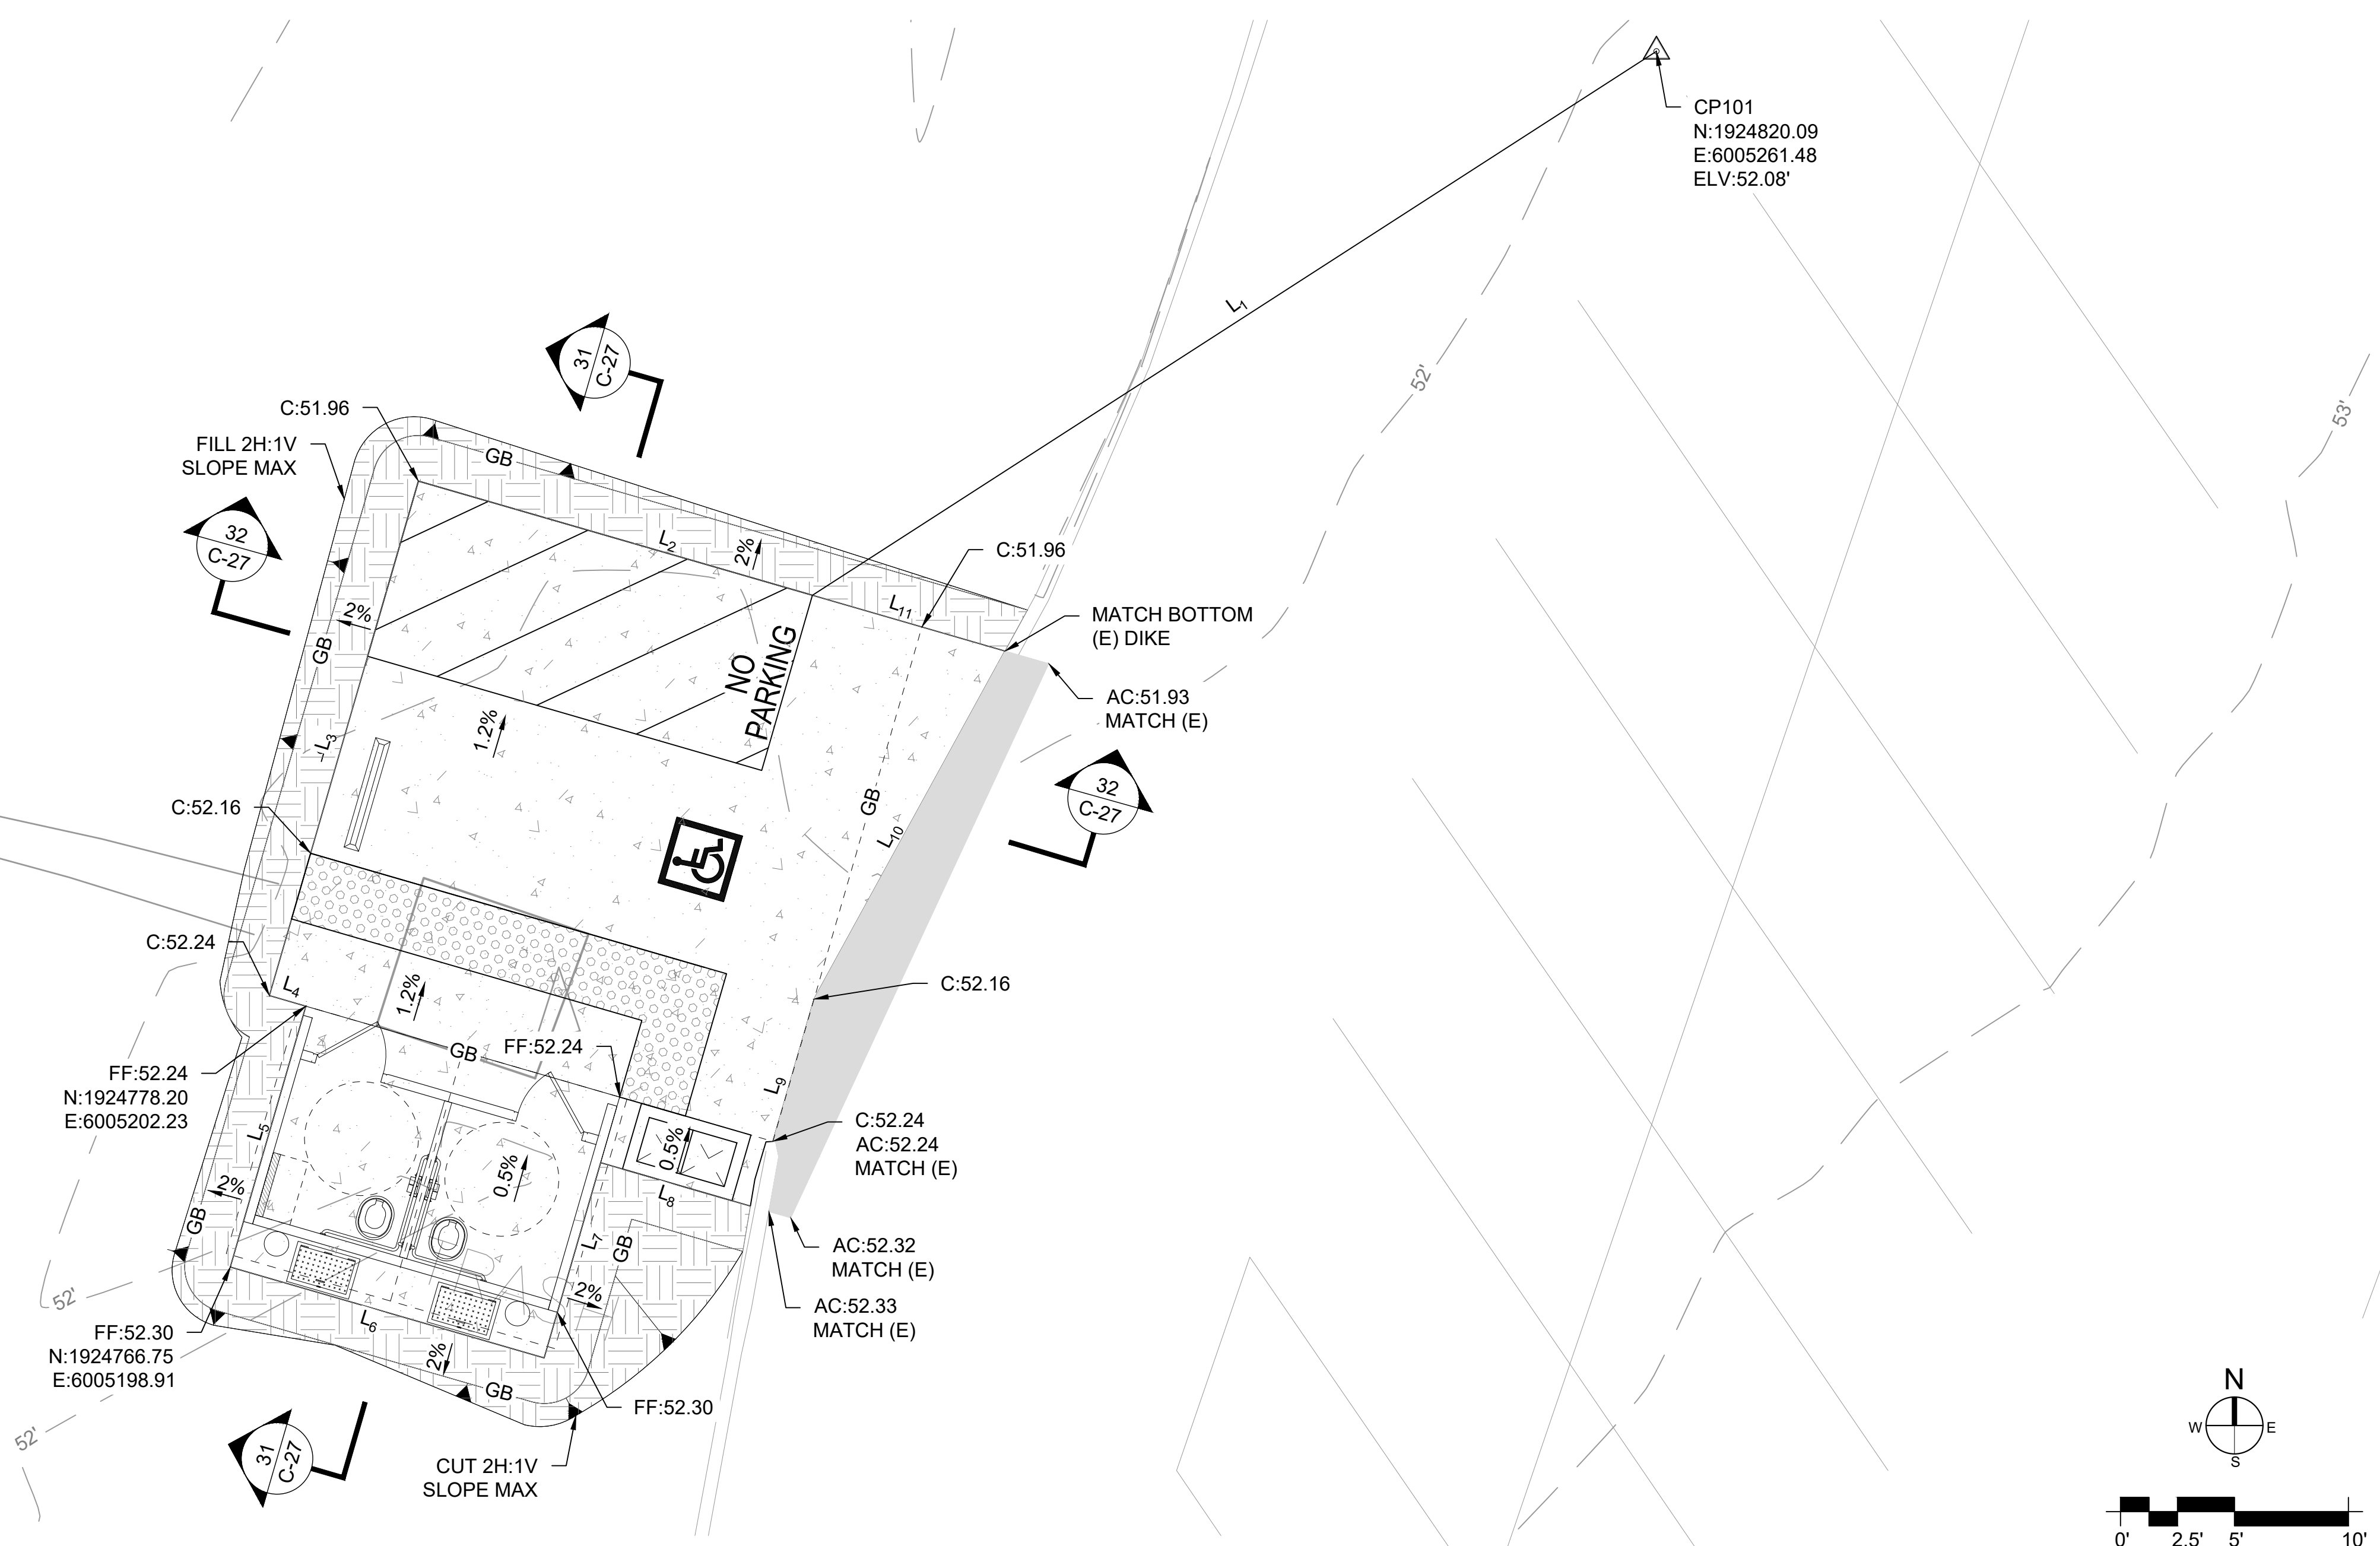 CP101
N:1924820.09
E:6005261.48
ELV:52.08'
L1
31
C-27
52'
53'
C:51.96
FILL 2H:1V
SLOPE MAX
GB
32
C-27
L2
2%
C:51.96
L11
2%
GB
MATCH BOTTOM
(E) DIKE
NO
PARKING
AC:51.93
MATCH (E)
1.2%
L3
GB
L10
32
C-27
C:52.16
C:52.24
L4
1.2%
C:52.16
GB
FF:52.24
FF:52.24
N:1924778.20
E:6005202.23
L9
L5
C:52.24
AC:52.24
MATCH (E)
0.5%
0.5%
2%
GB
L8
L7
GB
AC:52.32
MATCH (E)
2%
52'
L6
AC:52.33
MATCH (E)
FF:52.30
N:1924766.75
E:6005198.91
2%
GB
FF:52.30
52'
31
C-27
CUT 2H:1V
SLOPE MAX
N
W
E
S
0'
2.5'
5'
10'